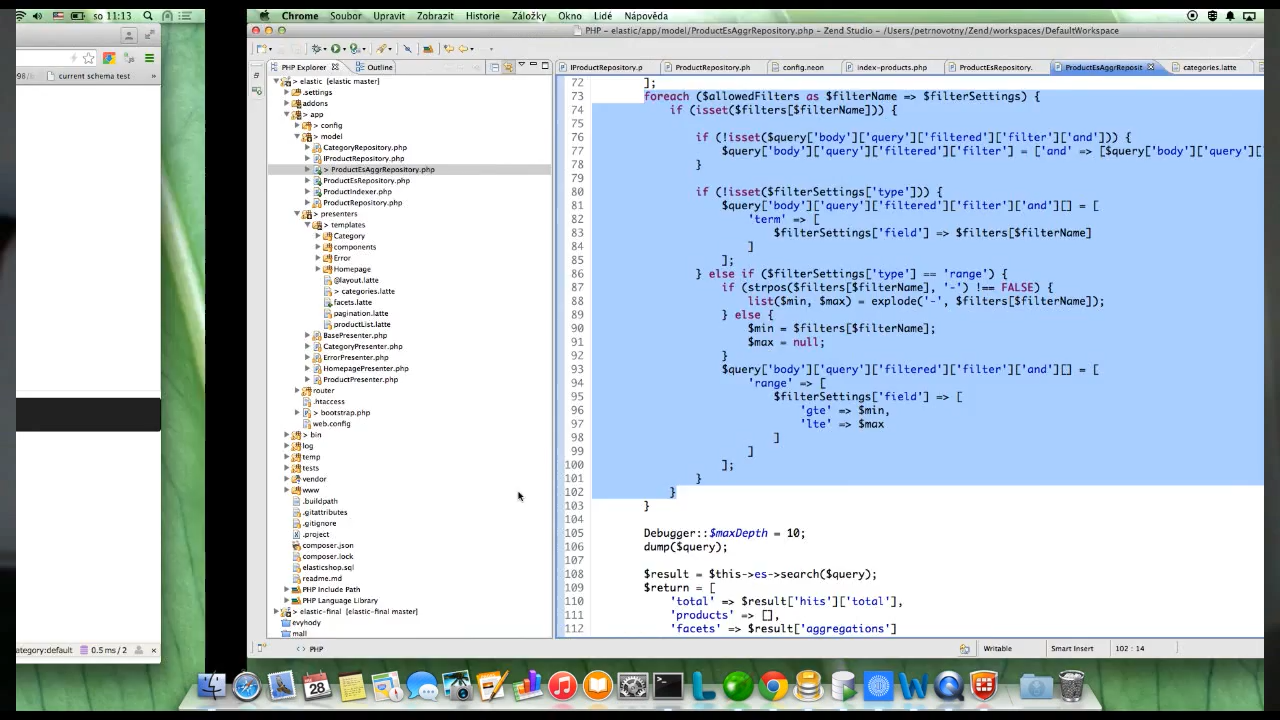 so 11:13
Chrome Soubor Upravit Zobrazit Historie Záložky Okno Lidé Nápověda
PHP - elastic/app/model/ProductEsAggrRepository.php - Zend Studio - /Users/petrnovotny/Zend/workspaces/DefaultWorkspace
current schema test
PHP Explorer Outline
IProductRepository.p ProductRepository.ph config.neon index-products.php ProductEsRepository. ProductEsAggrReposit categories.latte
> elastic [elastic master]
.settings
addons
> app
> config
> model
CategoryRepository.php
IProductRepository.php
> ProductEsAggrRepository.php
ProductEsRepository.php
ProductIndexer.php
ProductRepository.php
> presenters
> templates
Category
components
Error
Homepage
@layout.latte
> categories.latte
facets.latte
pagination.latte
productList.latte
BasePresenter.php
CategoryPresenter.php
ErrorPresenter.php
HomepagePresenter.php
ProductPresenter.php
router
.htaccess
> bootstrap.php
web.config
> bin
log
temp
tests
vendor
www
.buildpath
.gitattributes
.gitignore
.project
composer.json
composer.lock
elasticshop.sql
readme.md
PHP Include Path
PHP Language Library
> elastic-final [elastic-final master]
evyhody
mall
72 ];
73 foreach ($allowedFilters as $filterName => $filterSettings) {
74 if (isset($filters[$filterName])) {
75
76 if (!isset($query['body']['query']['filtered']['filter']['and'])) {
77 $query['body']['query']['filtered']['filter'] = ['and' => [$query['body']['query']
78 }
79
80 if (!isset($filterSettings['type'])) {
81 $query['body']['query']['filtered']['filter']['and'][] = [
82 'term' => [
83 $filterSettings['field'] => $filters[$filterName]
84 ]
85 ];
86 } else if ($filterSettings['type'] == 'range') {
87 if (strpos($filters[$filterName], '-') !== FALSE) {
88 list($min, $max) = explode('-', $filters[$filterName]);
89 } else {
90 $min = $filters[$filterName];
91 $max = null;
92 }
93 $query['body']['query']['filtered']['filter']['and'][] = [
94 'range' => [
95 $filterSettings['field'] => [
96 'gte' => $min,
97 'lte' => $max
98 ]
99 ]
100 ];
101 }
102 }
103 }
104
105 Debugger::$maxDepth = 10;
106 dump($query);
107
108 $result = $this->es->search($query);
109 $return = [
110 'total' => $result['hits']['total'],
111 'products' => [],
112 'facets' => $result['aggregations']
ategory:default 0.5 ms / 2 ×
<> PHP Writable Smart Insert 102 : 14
28